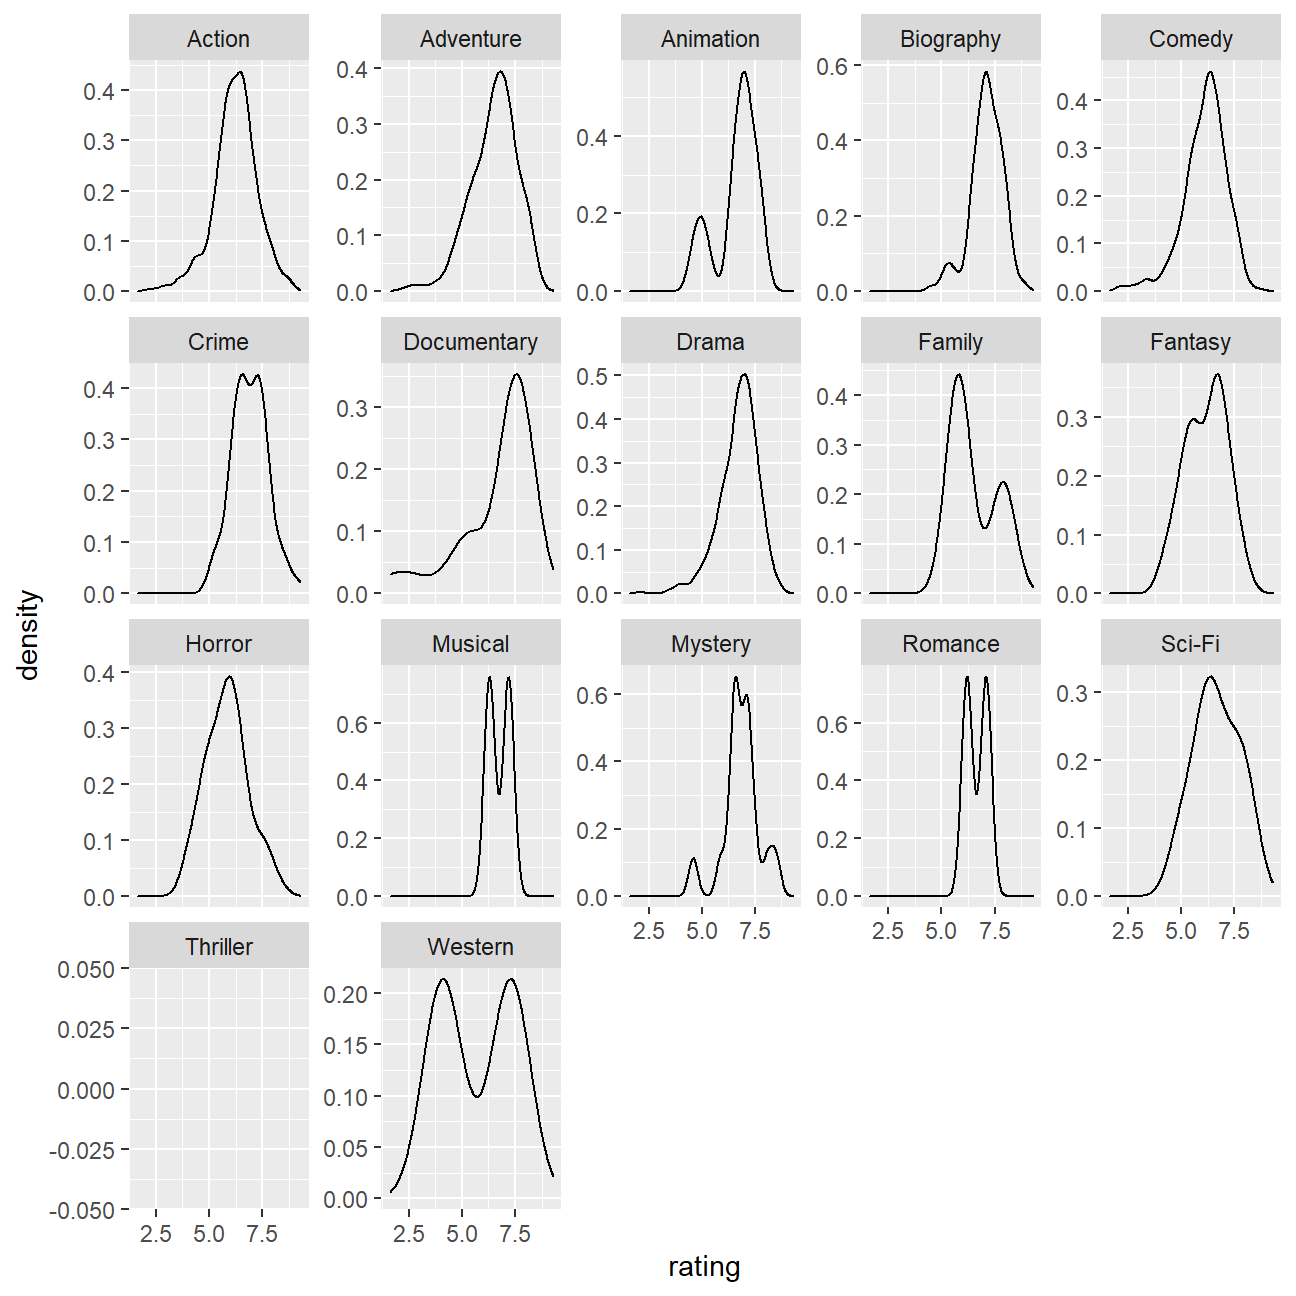 Action Adventure Animation Biography Comedy
0.4 0.3 0.2 0.1 0.0
0.4 0.3 0.2 0.1 0.0
0.4 0.2 0.0
0.6 0.4 0.2 0.0
0.4 0.3 0.2 0.1 0.0
Crime Documentary Drama Family Fantasy
0.4 0.3 0.2 0.1 0.0
0.3 0.2 0.1 0.0
0.5 0.4 0.3 0.2 0.1 0.0
0.4 0.3 0.2 0.1 0.0
0.3 0.2 0.1 0.0
density
Horror Musical Mystery Romance Sci-Fi
0.4 0.3 0.2 0.1 0.0
0.6 0.4 0.2 0.0
0.6 0.4 0.2 0.0
0.6 0.4 0.2 0.0
0.3 0.2 0.1 0.0
2.5 5.0 7.5 2.5 5.0 7.5 2.5 5.0 7.5
Thriller Western
0.050 0.025 0.000 -0.025 -0.050
0.20 0.15 0.10 0.05 0.00
2.5 5.0 7.5 2.5 5.0 7.5
rating